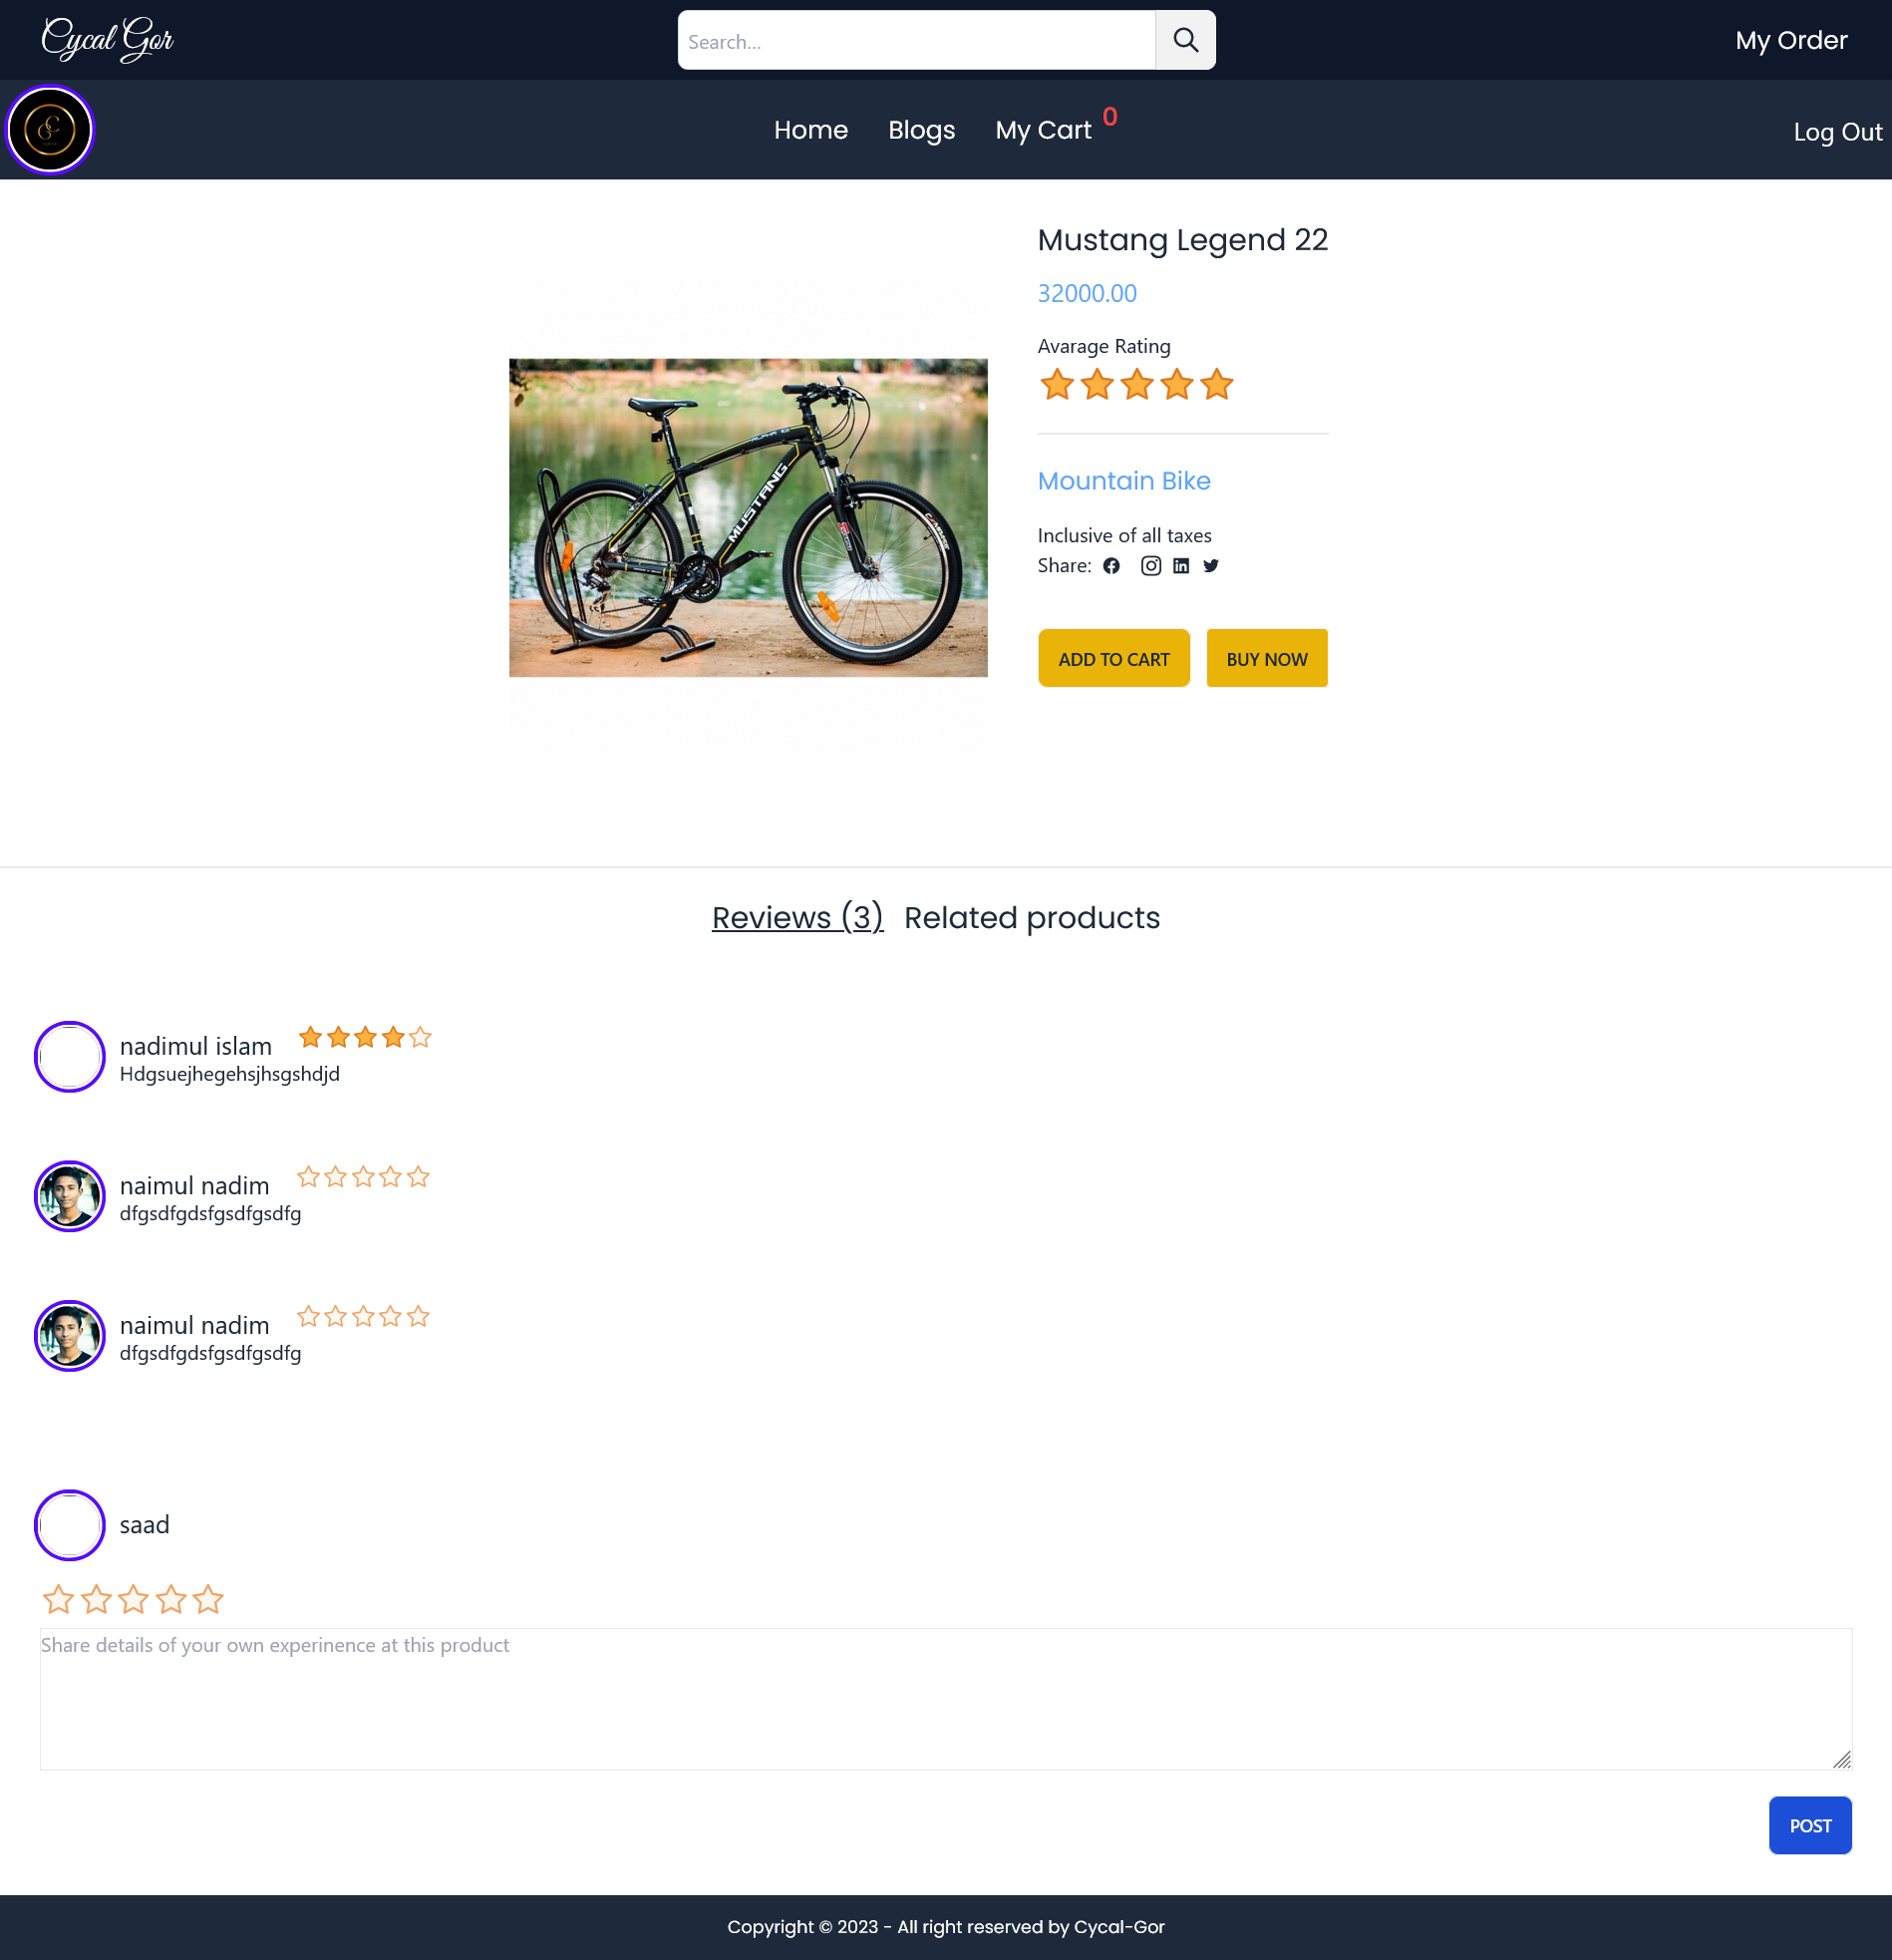 Cycal Gor
Search...
My Order
Home Blogs My Cart 0
Log Out
Mustang Legend 22
32000.00
Avarage Rating
Mountain Bike
Inclusive of all taxes
Share:
ADD TO CART BUY NOW
MUSTANG
Reviews (3) Related products
nadimul islam
Hdgsuejhegehsjhsgshdjd
naimul nadim
dfgsdfgdsfgsdfgsdfg
naimul nadim
dfgsdfgdsfgsdfgsdfg
saad
Share details of your own experinence at this product
POST
Copyright © 2023 - All right reserved by Cycal-Gor